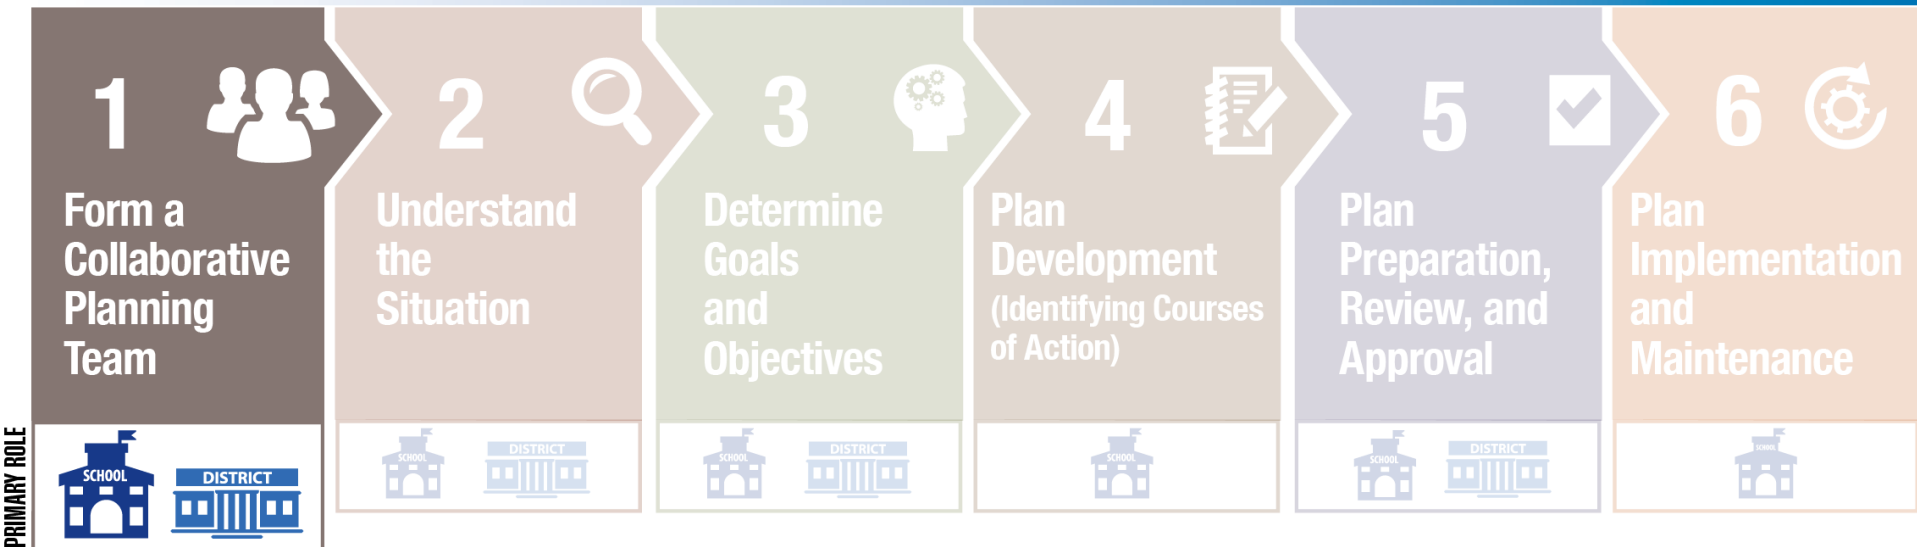 1
Form a
Collaborative
Planning
Team
2
Understand
the
Situation
3
Determine
Goals
and
Objectives
4
Plan
Development
(Identifying Courses
of Action)
5
Plan
Preparation,
Review, and
Approval
6
Plan
Implementation
and
Maintenance
PRIMARY ROLE
SCHOOL
DISTRICT
SCHOOL
DISTRICT
SCHOOL
DISTRICT
SCHOOL
SCHOOL
DISTRICT
SCHOOL